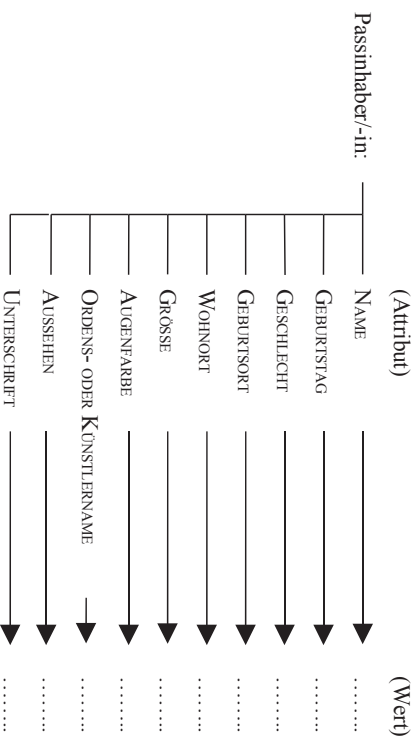 (Attribut) (Wert)
Passinhaber/-in: NAME ........
GEBURTSTAG ........
GESCHLECHT ........
GEBURTSORT ........
WOHNORT ........
GRÖSSE ........
AUGENFARBE ........
ORDENS- ODER KÜNSTLERNAME ........
AUSSEHEN ........
UNTERSCHRIFT ........